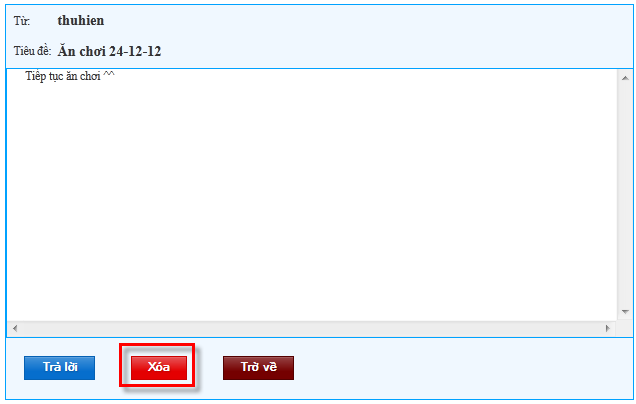 Từ: thuhien
Tiêu đề: Ăn chơi 24-12-12
Tiếp tục ăn chơi ^^
Trả lời Xóa Trở về